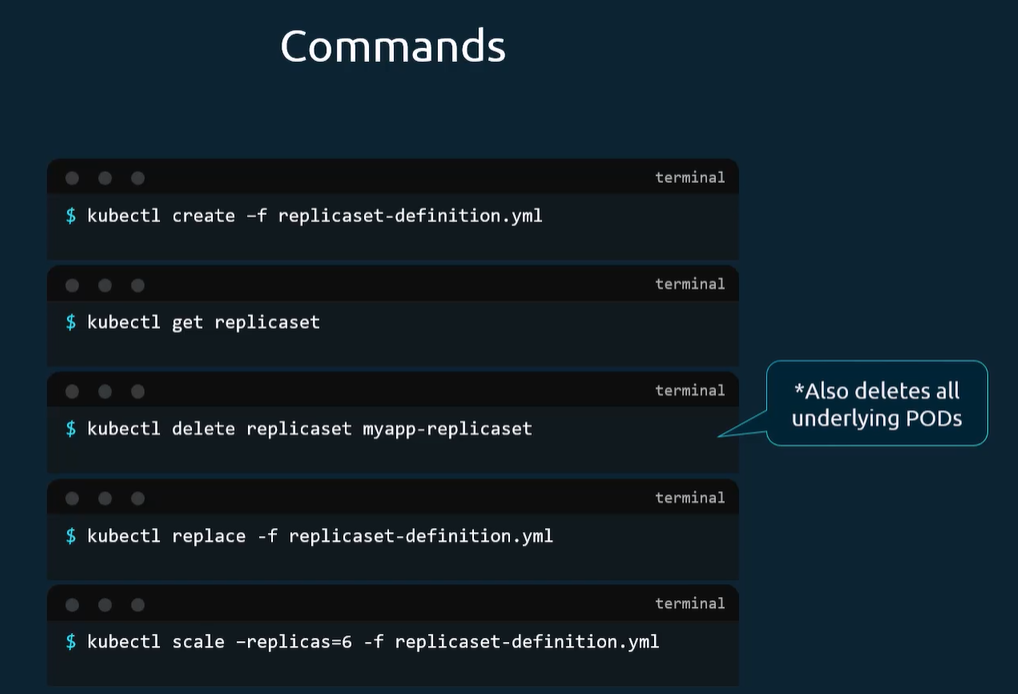 Commands
terminal
$ kubectl create –f replicaset-definition.yml
terminal
$ kubectl get replicaset
terminal
$ kubectl delete replicaset myapp-replicaset
*Also deletes all
underlying PODs
terminal
$ kubectl replace -f replicaset-definition.yml
terminal
$ kubectl scale –replicas=6 -f replicaset-definition.yml